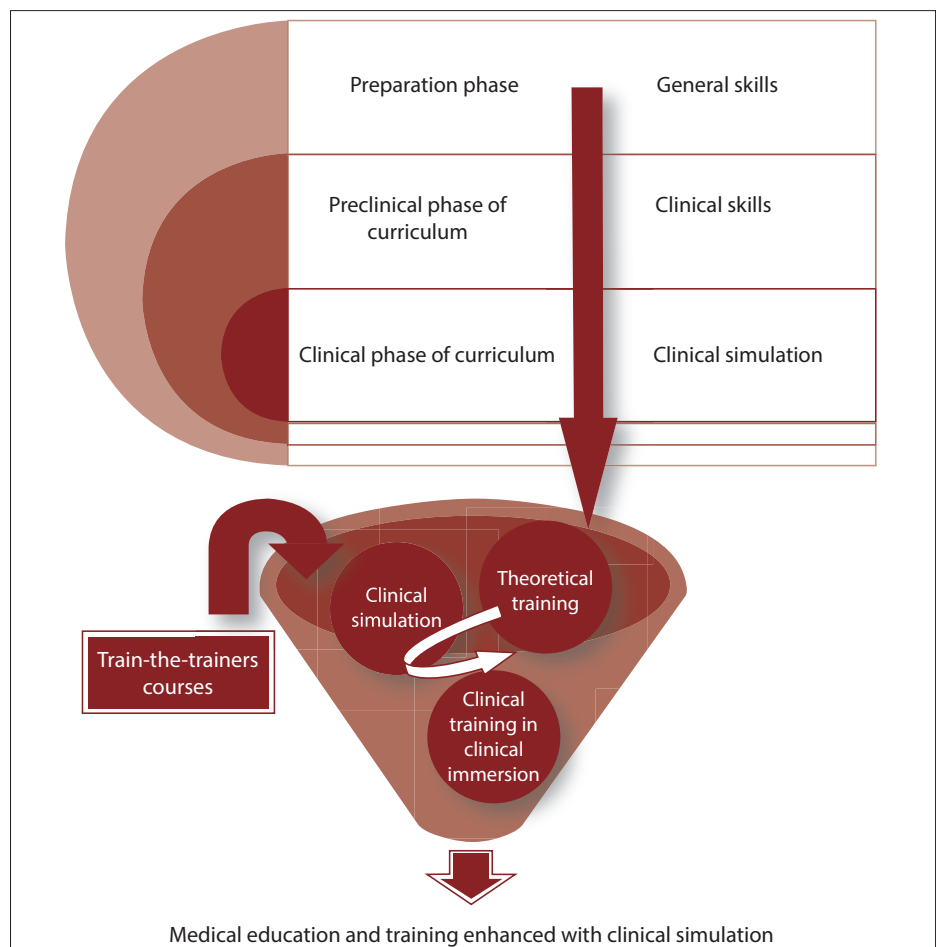 Preparation phase
General skills
Preclinical phase of
curriculum
Clinical skills
Clinical phase of curriculum
Clinical simulation
Clinical
simulation
Theoretical
training
Train-the-trainers
courses
Clinical
training in
clinical
immersion
Medical education and training enhanced with clinical simulation